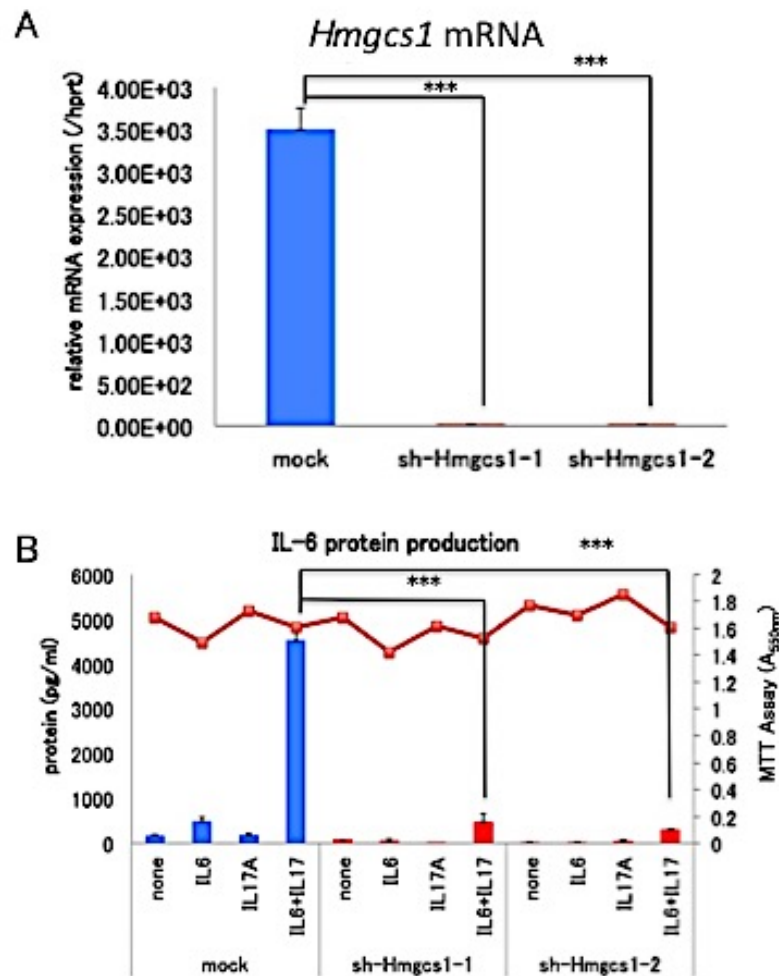 A
Hmgcs1 mRNA
***
***
relative mRNA expression (/hprt)
4.00E+03
3.50E+03
3.00E+03
2.50E+03
2.00E+03
1.50E+03
1.00E+03
5.00E+02
0.00E+00
mock
sh-Hmgcs1-1
sh-Hmgcs1-2
B
IL-6 protein production
***
***
protein (pg/ml)
6000
5000
4000
3000
2000
1000
0
2
1.8
1.6
1.4
1.2
1
0.8
0.6
0.4
0.2
0
MTT Assay (A550nm)
none
IL6
IL17A
IL6+IL17
none
IL6
IL17A
IL6+IL17
none
IL6
IL17A
IL6+IL17
mock
sh-Hmgcs1-1
sh-Hmgcs1-2